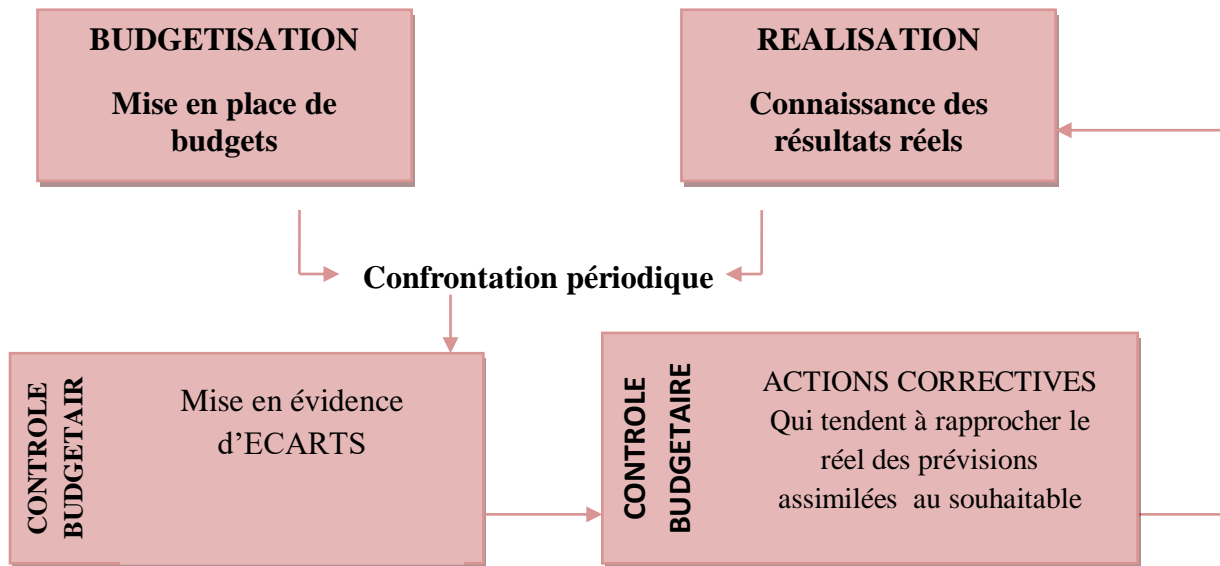 BUDGETISATION
Mise en place de
budgets
REALISATION
Connaissance des
résultats réels
Confrontation périodique
CONTROLE
BUDGETAIR
Mise en évidence
d’ECARTS
CONTROLE
BUDGETAIRE
ACTIONS CORRECTIVES
Qui tendent à rapprocher le
réel des prévisions
assimilées au souhaitable